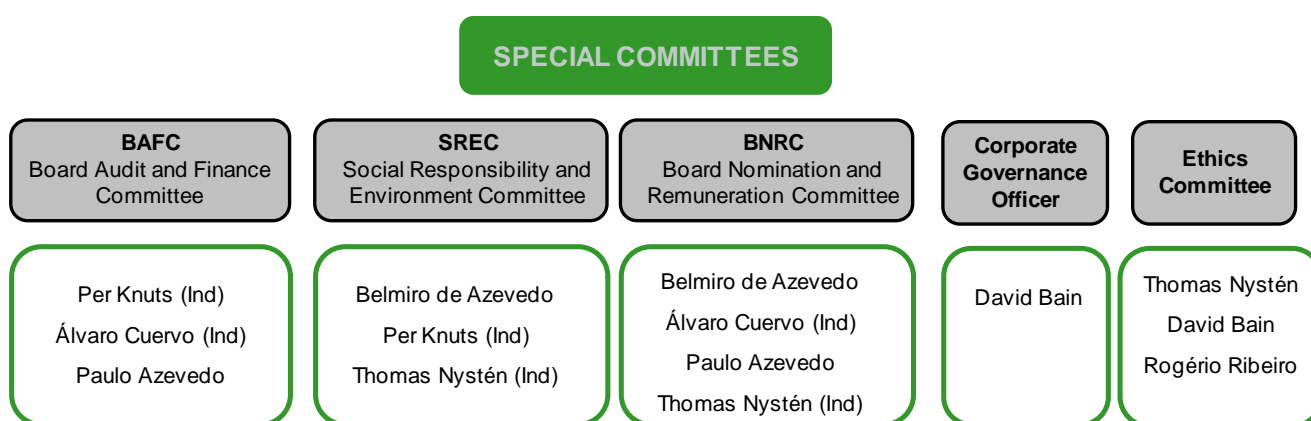 SPECIAL COMMITTEES
BAFC
Board Audit and Finance
Committee
SREC
Social Responsibility and
Environment Committee
BNRC
Board Nomination and
Remuneration Committee
Corporate
Governance
Officer
Ethics
Committee
Per Knuts (Ind)
Álvaro Cuervo (Ind)
Paulo Azevedo
Belmiro de Azevedo
Per Knuts (Ind)
Thomas Nystén (Ind)
Belmiro de Azevedo
Álvaro Cuervo (Ind)
Paulo Azevedo
Thomas Nystén (Ind)
David Bain
Thomas Nystén
David Bain
Rogério Ribeiro